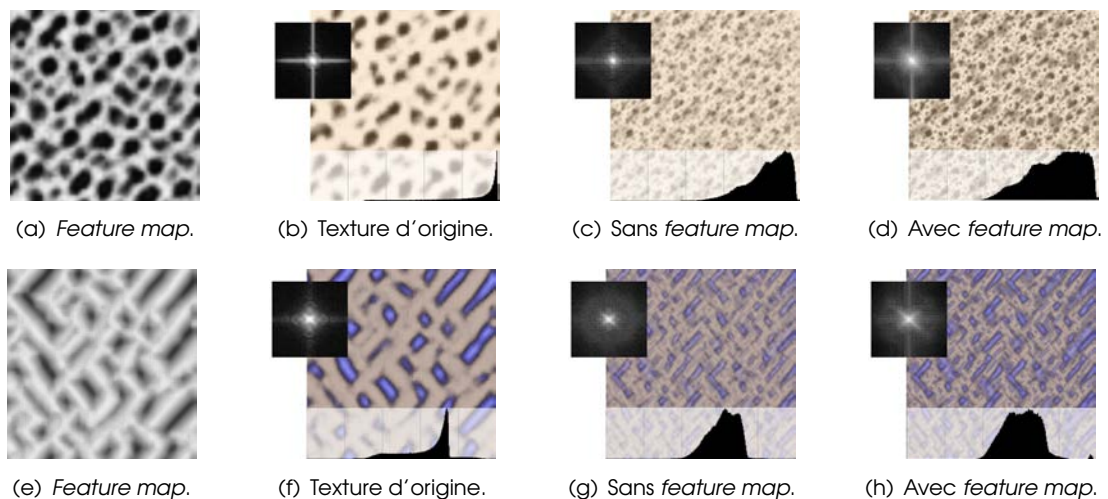 (a) Feature map.
(b) Texture d'origine.
(c) Sans feature map.
(d) Avec feature map.
(e) Feature map.
(f) Texture d'origine.
(g) Sans feature map.
(h) Avec feature map.